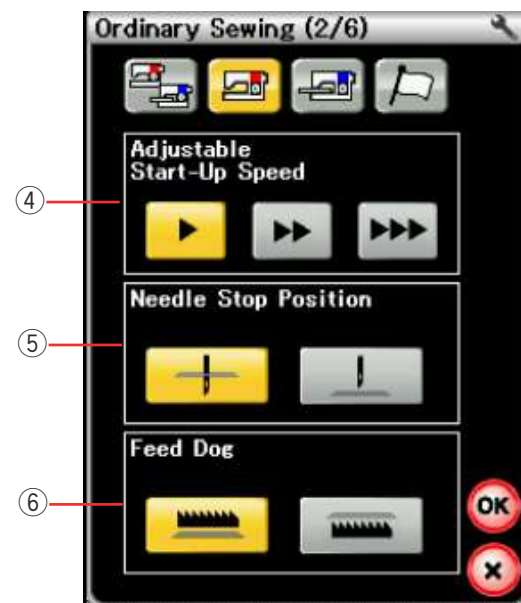 Ordinary Sewing (2/6)
Adjustable
Start-Up Speed
④
Needle Stop Position
⑤
Feed Dog
⑥
OK